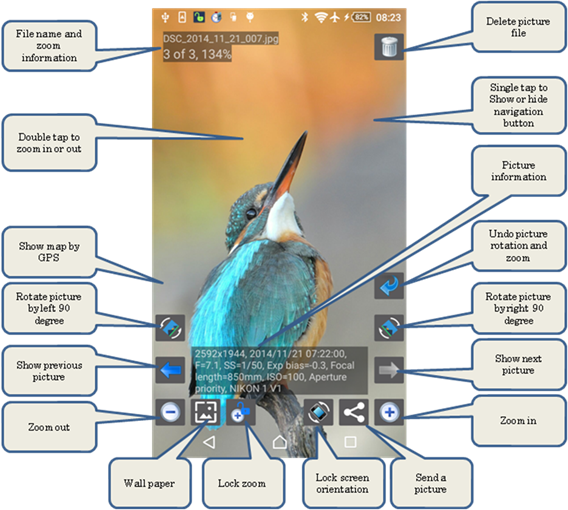 82%
08:23
DSC_2014_11_21_007.jpg
3 of 3, 134%
File name and
zoom
information
Delete picture
file
Double tap to
zoom in or out
Single tap to
Show or hide
navigation
button
Picture
information
Show map by
GPS
Undo picture
rotation and
zoom
Rotate picture
by left 90
degree
Rotate picture
by right 90
degree
2592x1944, 2014/11/21 07:22:00,
F=7.1, SS=1/50, Exp bias=-0.3, Focal
length=850mm, ISO=100, Aperture
priority, NIKON 1 V1
Show previous
picture
Show next
picture
Zoom out
Zoom in
Wall paper
Lock zoom
Lock screen
orientation
Send a
picture